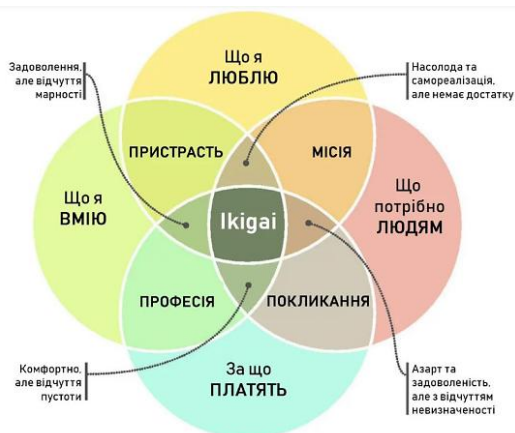 Що я
ЛЮБЛЮ
Задоволення,
але відчуття
марності
Насолода та
самореалізація,
але немає достатку
ПРИСТРАСТЬ
МІСІЯ
Що я
ВМІЮ
Ikigai
Що
потрібно
ЛЮДЯМ
ПРОФЕСІЯ
ПОКЛИКАННЯ
За що
ПЛАТЯТЬ
Комфортно,
але відчуття
пустоти
Азарт та
задоволеність,
але з відчуттям
невизначеності